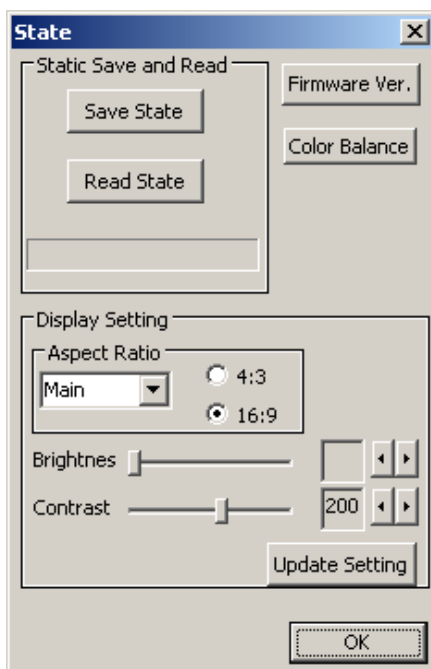 State
Static Save and Read
Firmware Ver.
Save State
Color Balance
Read State
Display Setting
Aspect Ratio
Main
4:3
16:9
Brightnes
Contrast
200
Update Setting
OK